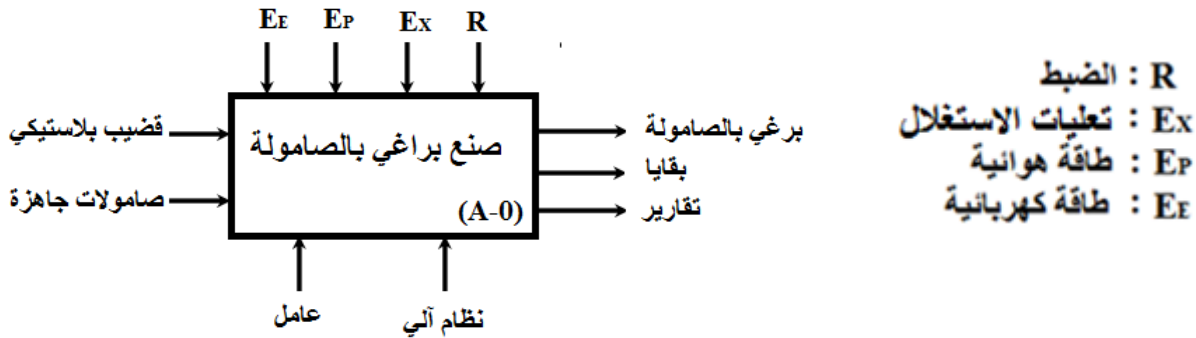 EE EP EX R
قضيب بلاستيكي
صامولات جاهزة
صنع براغي بالصامولة
(A-0)
برغي بالصامولة
بقايا
تقارير
عامل
نظام آلي
R : الضبط
EX : تعليات الاستغلال
EP : طاقة هوائية
EE : طاقة كهربائية